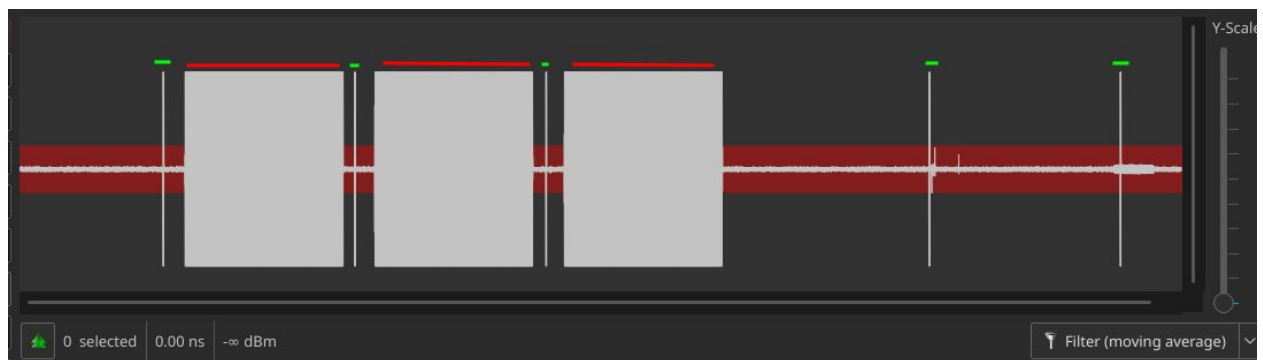 Y-Scale
0 selected
0.00 ns
-∞ dBm
Filter (moving average)